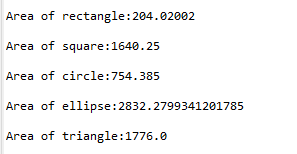 Area of rectangle:204.02002
Area of square:1640.25
Area of circle:754.385
Area of ellipse:2832.2799341201785
Area of triangle:1776.0